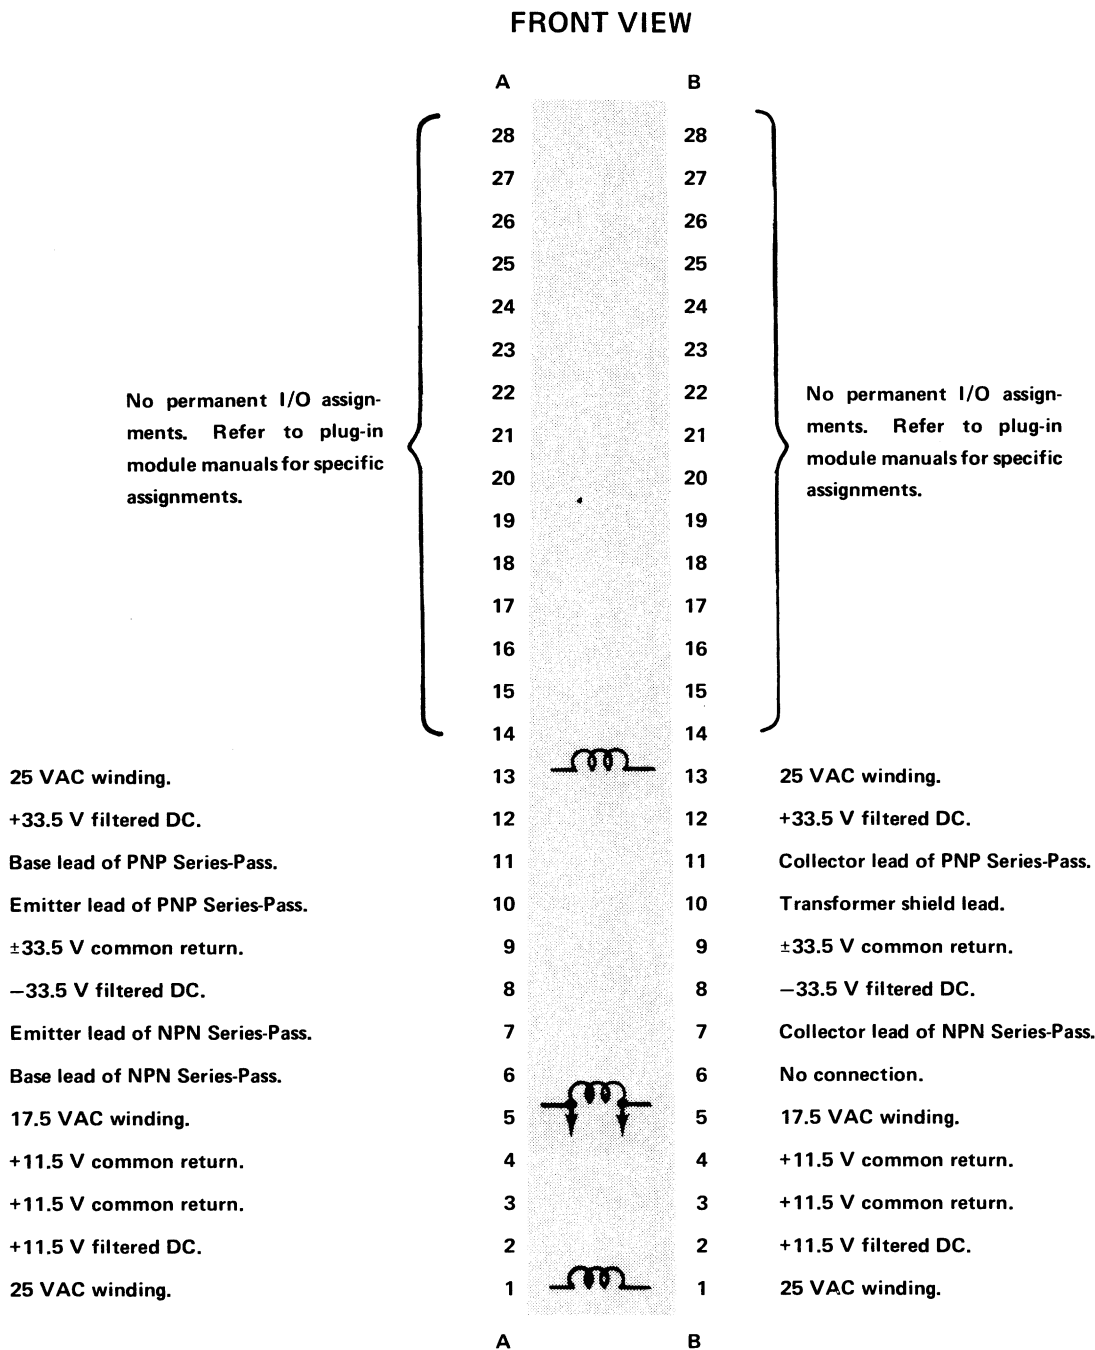 FRONT VIEW
A B
28 28
27 27
26 26
25 25
24 24
23 23
22 22
21 21
20 20
19 19
18 18
17 17
16 16
15 15
14 14
No permanent I/O assign-
ments. Refer to plug-in
module manuals for specific
assignments.
No permanent I/O assign-
ments. Refer to plug-in
module manuals for specific
assignments.
25 VAC winding. 13 13 25 VAC winding.
+33.5 V filtered DC. 12 12 +33.5 V filtered DC.
Base lead of PNP Series-Pass. 11 11 Collector lead of PNP Series-Pass.
Emitter lead of PNP Series-Pass. 10 10 Transformer shield lead.
±33.5 V common return. 9 9 ±33.5 V common return.
−33.5 V filtered DC. 8 8 −33.5 V filtered DC.
Emitter lead of NPN Series-Pass. 7 7 Collector lead of NPN Series-Pass.
Base lead of NPN Series-Pass. 6 6 No connection.
17.5 VAC winding. 5 5 17.5 VAC winding.
+11.5 V common return. 4 4 +11.5 V common return.
+11.5 V common return. 3 3 +11.5 V common return.
+11.5 V filtered DC. 2 2 +11.5 V filtered DC.
25 VAC winding. 1 1 25 VAC winding.
A B